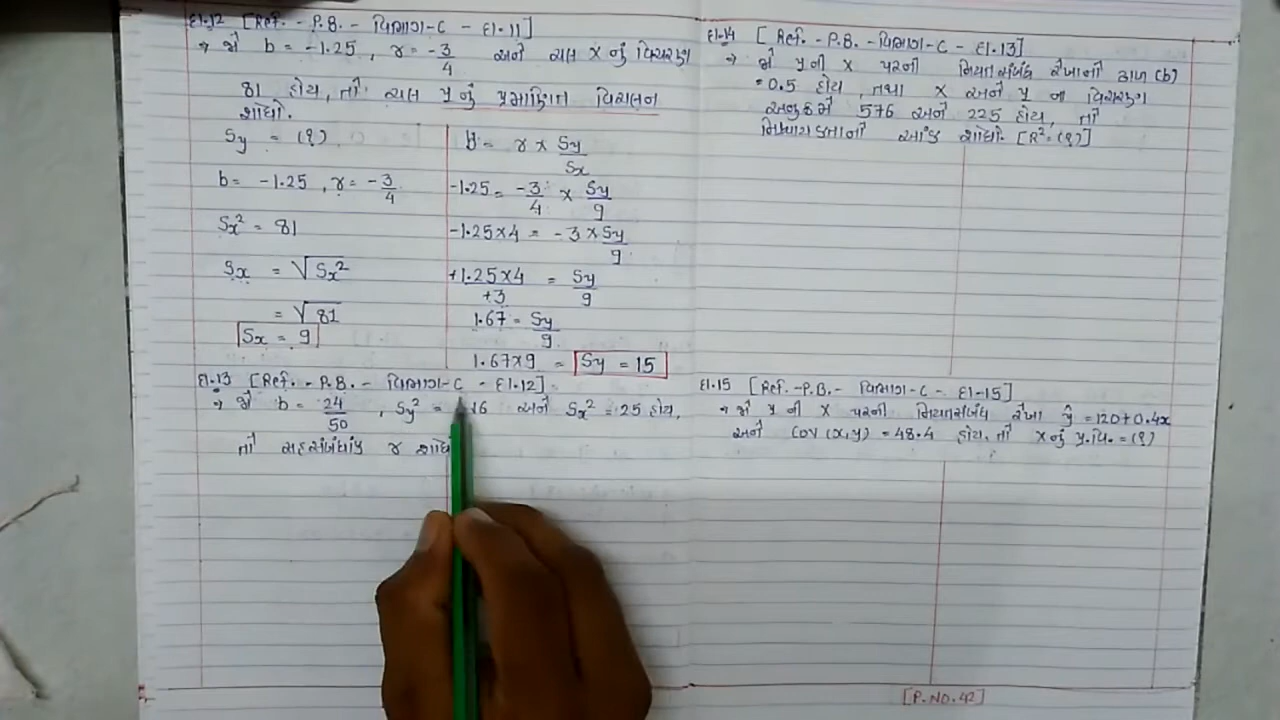 દા.12 [Ref. - P.B. - વિભાગ-C - દા.11]
→ જો b = -1.25, r = -3/4 અને ચલ X નું વિચરણ
81 હોય, તો ચલ Y નું પ્રમાણિત વિચલન
શોધો.
Sy = (?)
b = -1.25, r = -3/4
Sx² = 81
Sx = √Sx²
= √81
Sx = 9
b = r × Sy/Sx
-1.25 = -3/4 × Sy/9
-1.25×4 = -3 × Sy/9
+1.25×4/+3 = Sy/9
1.67 = Sy/9
1.67×9 = Sy = 15
દા.13 [Ref. - P.B. - વિભાગ-C - દા.12]
→ જો b = 24/50, Sy² = 16 અને Sx² = 25 હોય,
તો સહસંબંધાંક r શોધો
દા.14 [Ref. - P.B. - વિભાગ-C - દા.13]
→ જો Y ની X પરની નિયતસંબંધ રેખાનો ઢાળ (b)
= 0.5 હોય, તથા X અને Y ના વિચરણ
અનુક્રમે 576 અને 225 હોય, તો
નિશ્ચાયકતાનો આંક શોધો. [R² = (?)]
દા.15 [Ref. - P.B. - વિભાગ-C - દા-15]
→ જો Y ની X પરની નિયતસંબંધ રેખા ŷ = 120+0.4x
અને Cov (x,y) = 48.4 હોય, તો X નું પ્ર.વિ. = (?)
[P.NO.42]